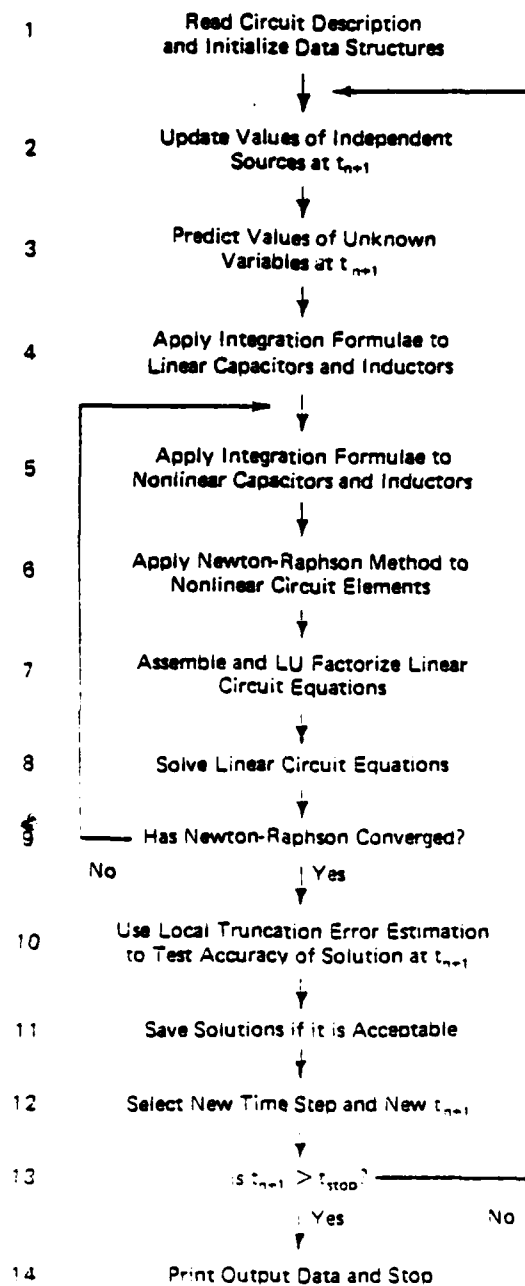 1
Read Circuit Description
and Initialize Data Structures
2
Update Values of Independent
Sources at tₙ₊₁
3
Predict Values of Unknown
Variables at tₙ₊₁
4
Apply Integration Formulae to
Linear Capacitors and Inductors
5
Apply Integration Formulae to
Nonlinear Capacitors and Inductors
6
Apply Newton-Raphson Method to
Nonlinear Circuit Elements
7
Assemble and LU Factorize Linear
Circuit Equations
8
Solve Linear Circuit Equations
9
Has Newton-Raphson Converged?
No
Yes
10
Use Local Truncation Error Estimation
to Test Accuracy of Solution at tₙ₊₁
11
Save Solutions if it is Acceptable
12
Select New Time Step and New tₙ₊₁
13
Is tₙ₊₁ > t_stop?
Yes
No
14
Print Output Data and Stop